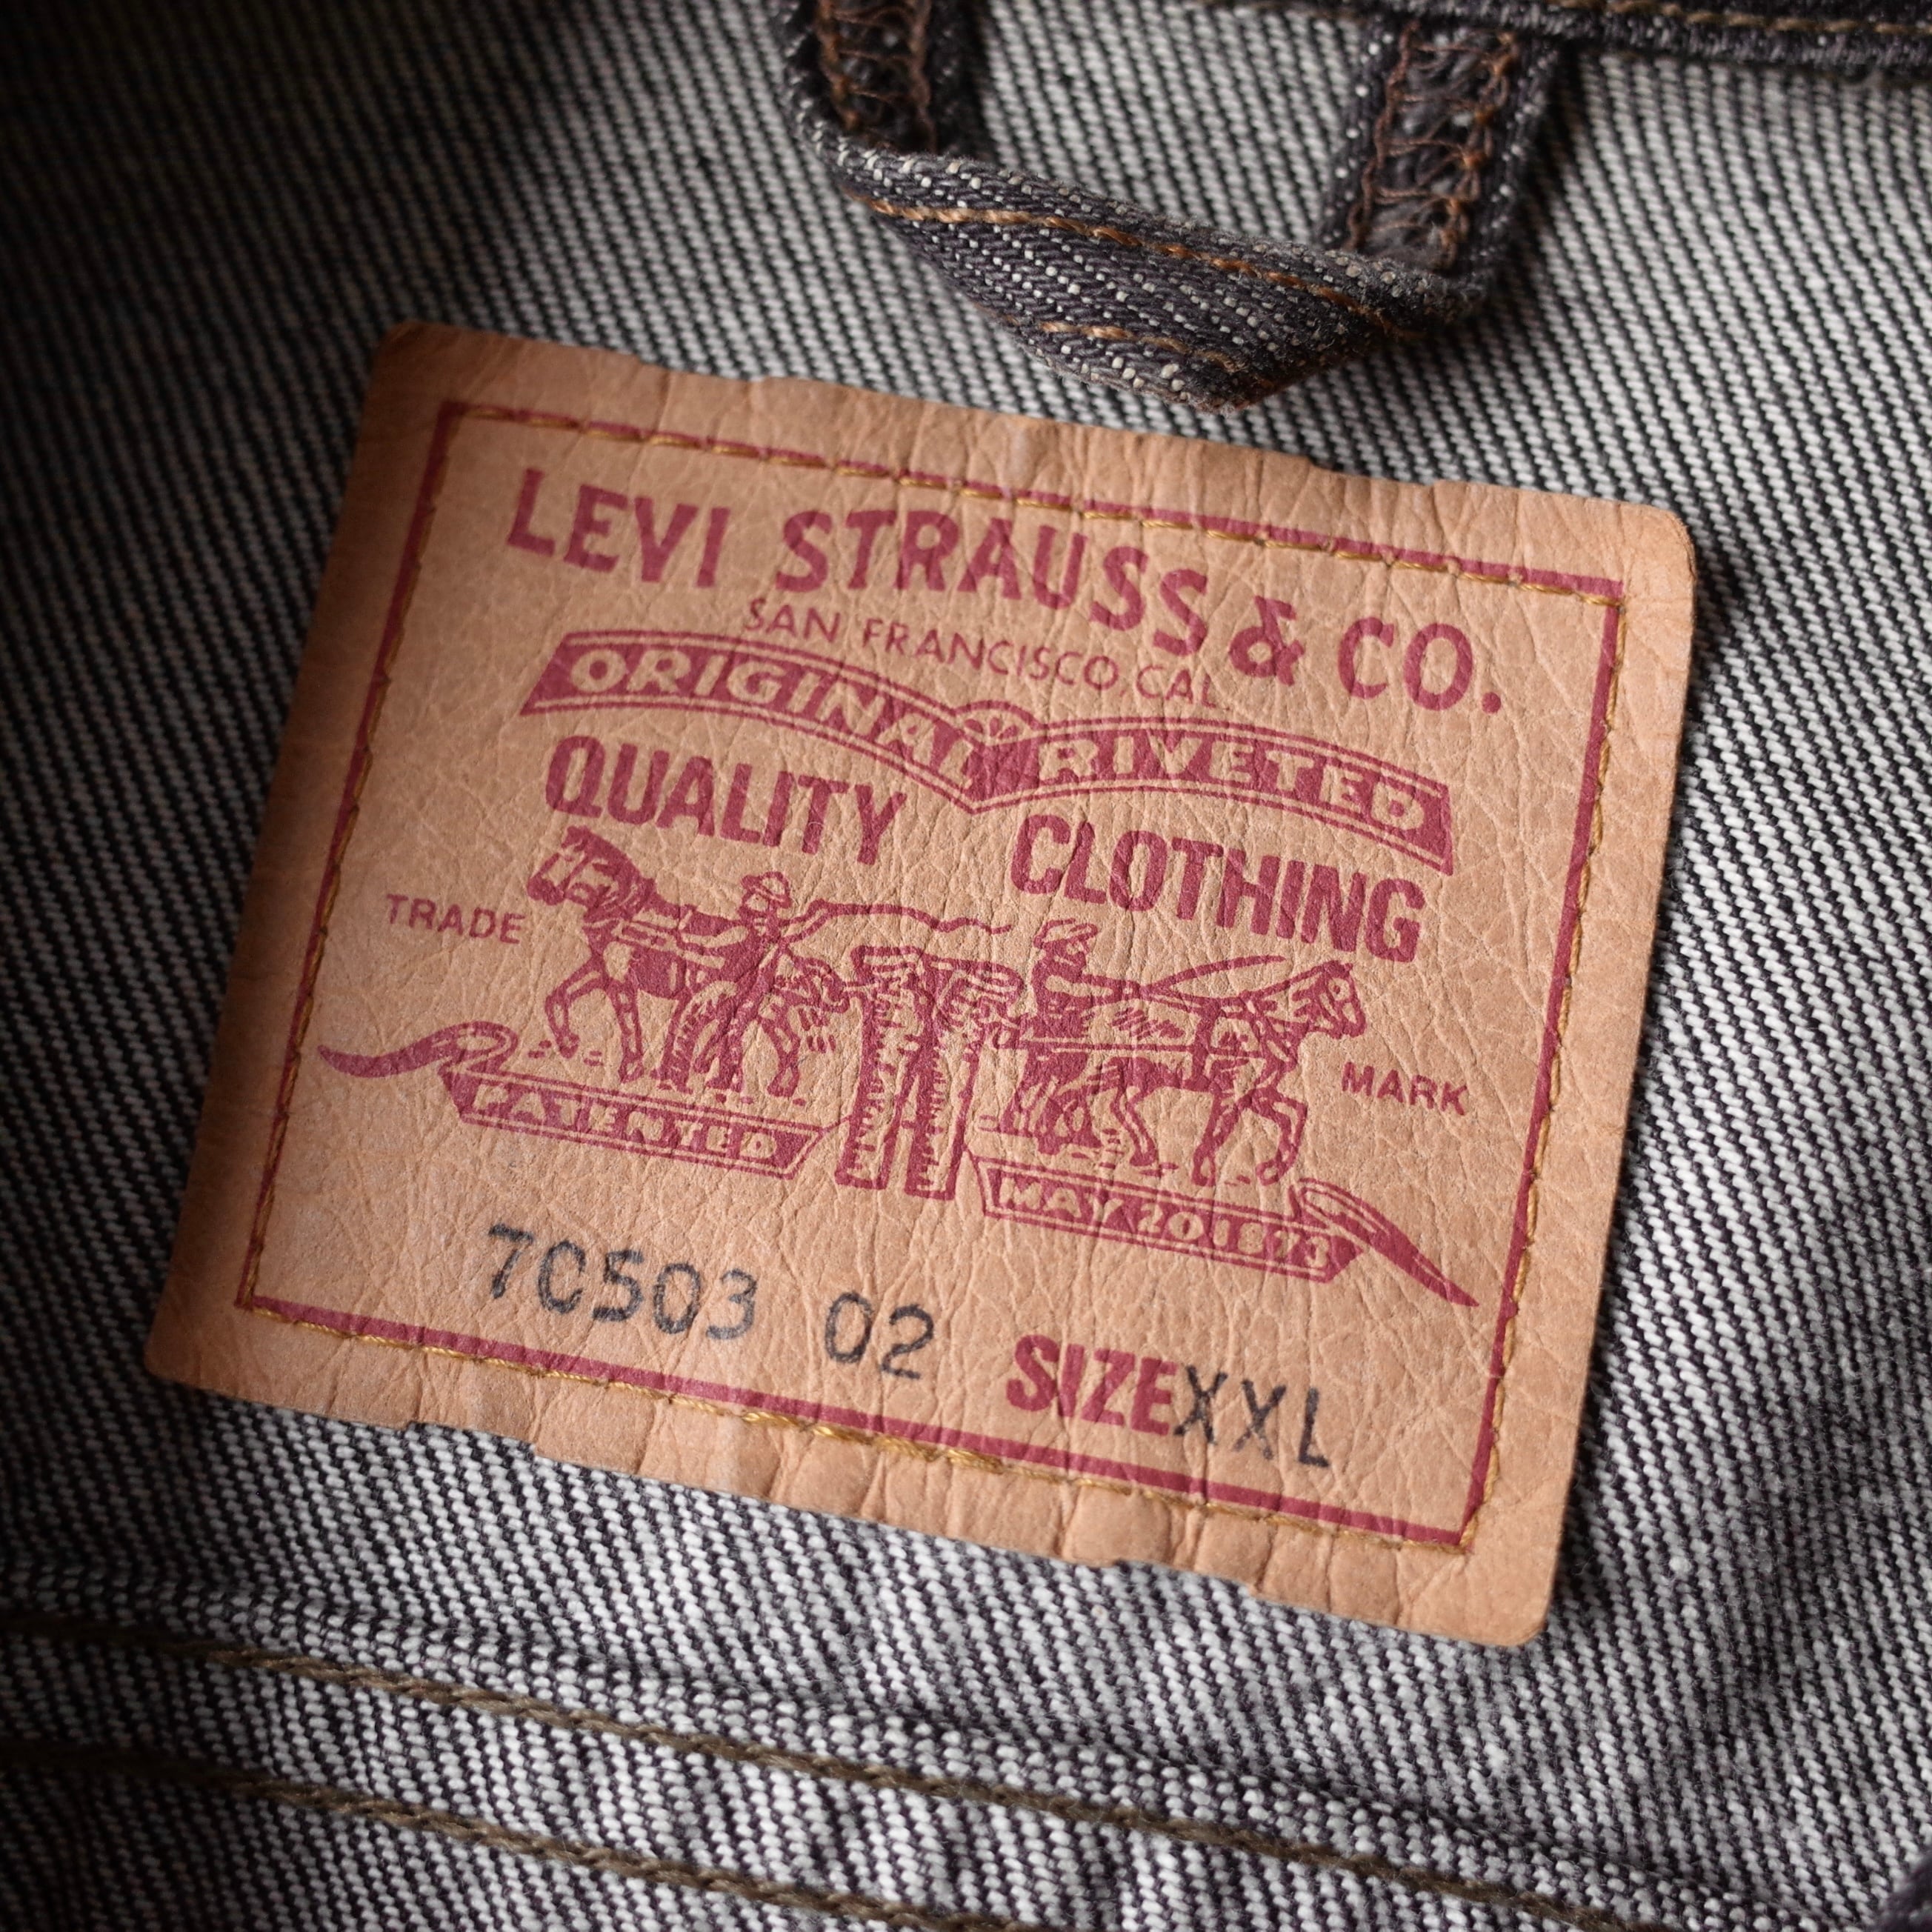 LEVI STRAUSS & CO.
SAN FRANCISCO, CAL
ORIGINAL RIVETED
QUALITY CLOTHING
TRADE MARK
PATENTED MAY 20 1873
70503 02 SIZE XXL